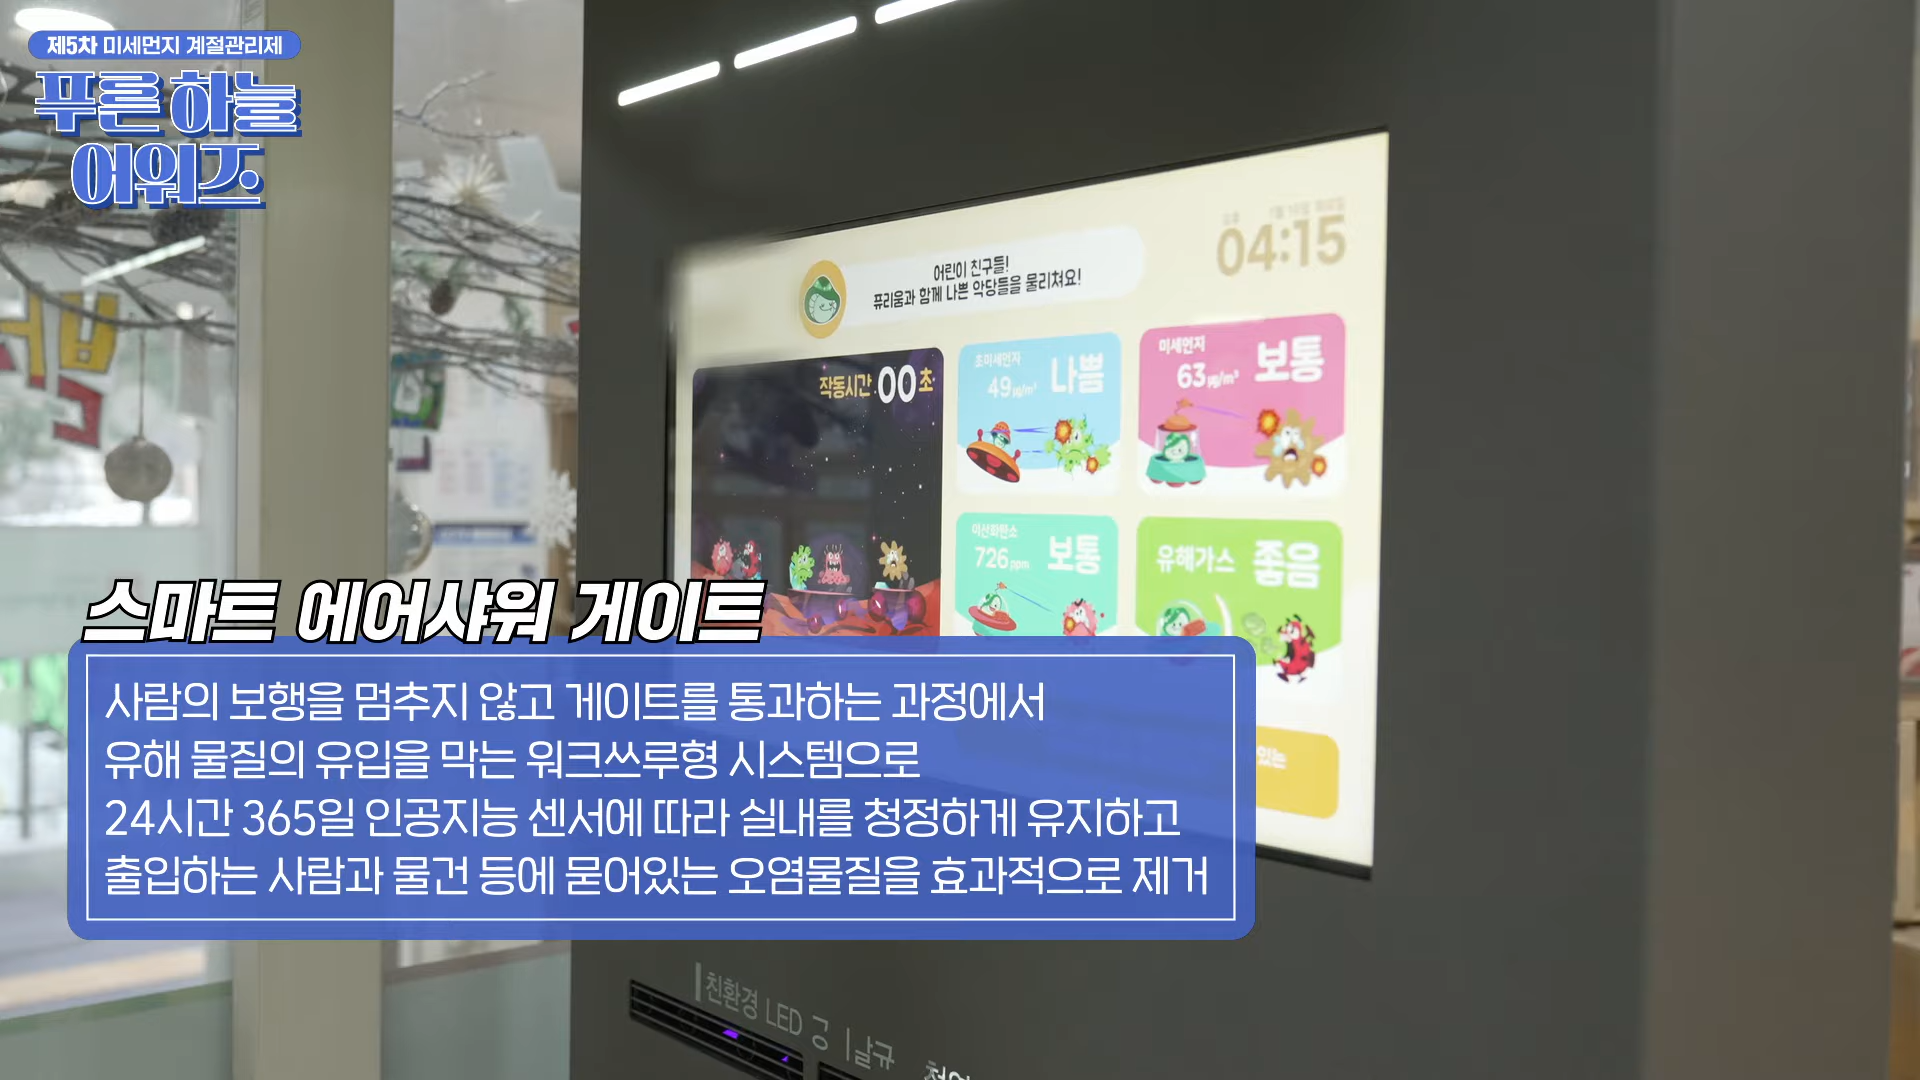 제5차 미세먼지 계절관리제
푸른 하늘
어워즈
04:15
어린이 친구들!
퓨리움과 함께 나쁜 악당들을 물리쳐요!
작동시간 00초
초미세먼지
49 μg/m³ 나쁨
미세먼지
63 μg/m³ 보통
이산화탄소
726 ppm 보통
유해가스 좋음
있는
스마트 에어샤워 게이트
사람의 보행을 멈추지 않고 게이트를 통과하는 과정에서
유해 물질의 유입을 막는 워크쓰루형 시스템으로
24시간 365일 인공지능 센서에 따라 실내를 청정하게 유지하고
출입하는 사람과 물건 등에 묻어있는 오염물질을 효과적으로 제거
친환경 LED